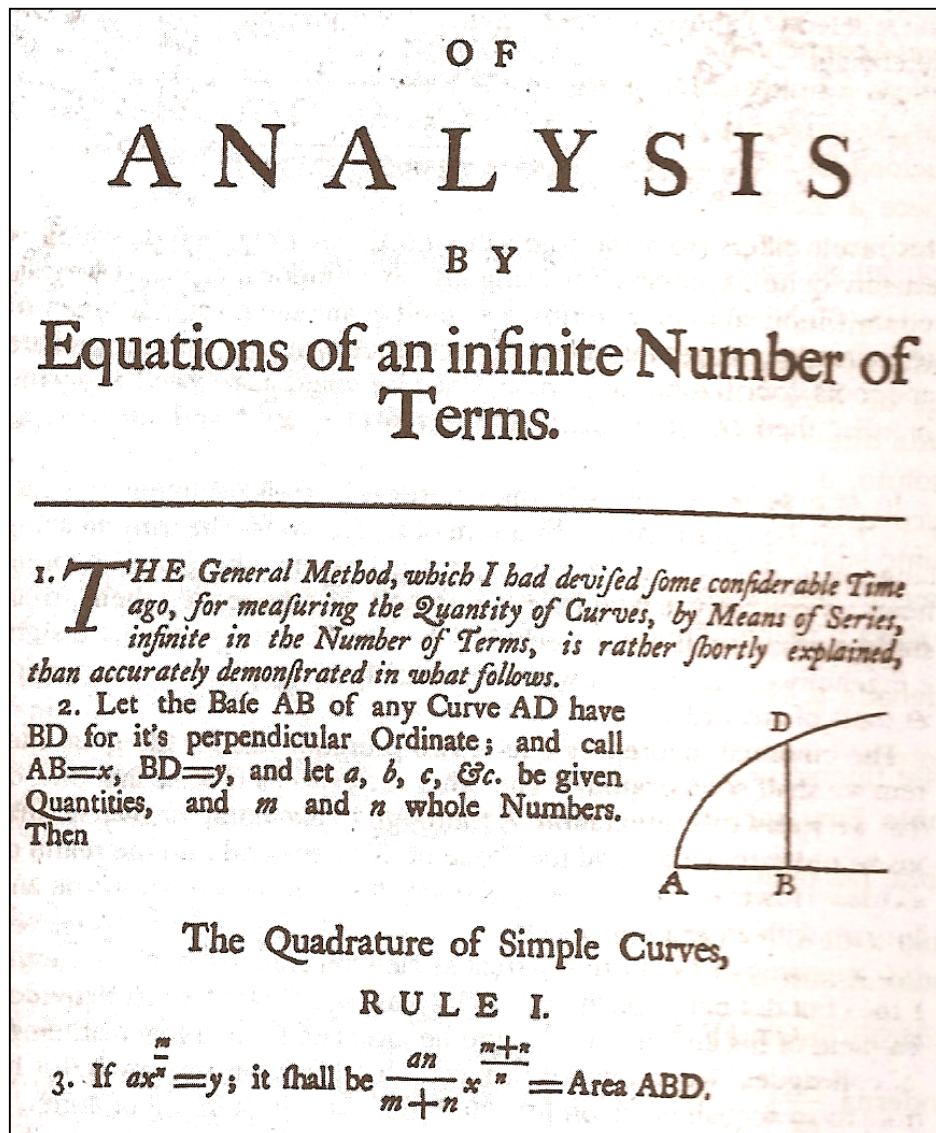 OF
ANALYSIS
BY
Equations of an infinite Number of
Terms.
1. THE General Method, which I had deviſed ſome conſiderable Time
ago, for meaſuring the Quantity of Curves, by Means of Series,
infinite in the Number of Terms, is rather ſhortly explained,
than accurately demonſtrated in what follows.
2. Let the Baſe AB of any Curve AD have
BD for it's perpendicular Ordinate; and call
AB=x, BD=y, and let a, b, c, &c. be given
Quantities, and m and n whole Numbers.
Then
D
A B
The Quadrature of Simple Curves,
RULE I.
3. If ax^{m/n}=y; it ſhall be \frac{an}{m+n} x^{\frac{m+n}{n}} =Area ABD.